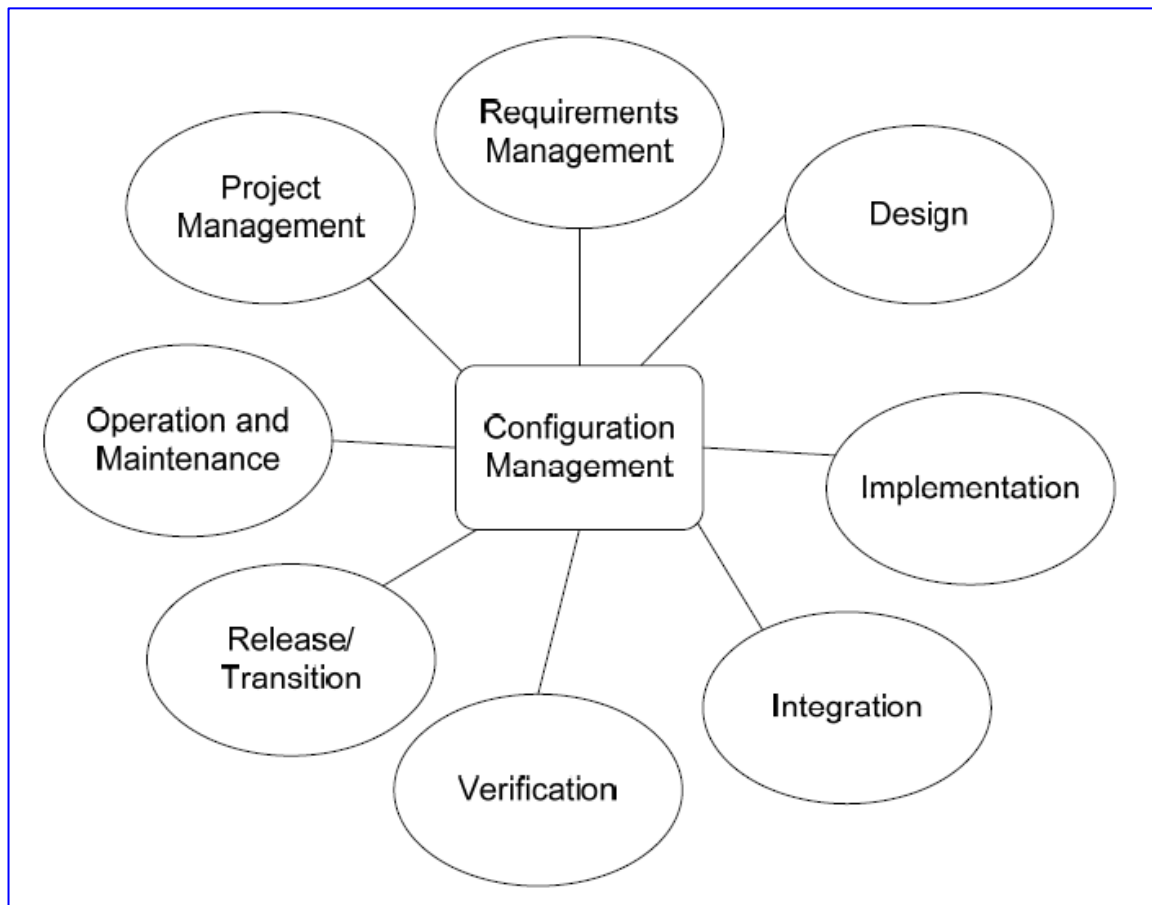 Requirements
Management
Project
Management
Design
Operation and
Maintenance
Configuration
Management
Implementation
Release/
Transition
Integration
Verification